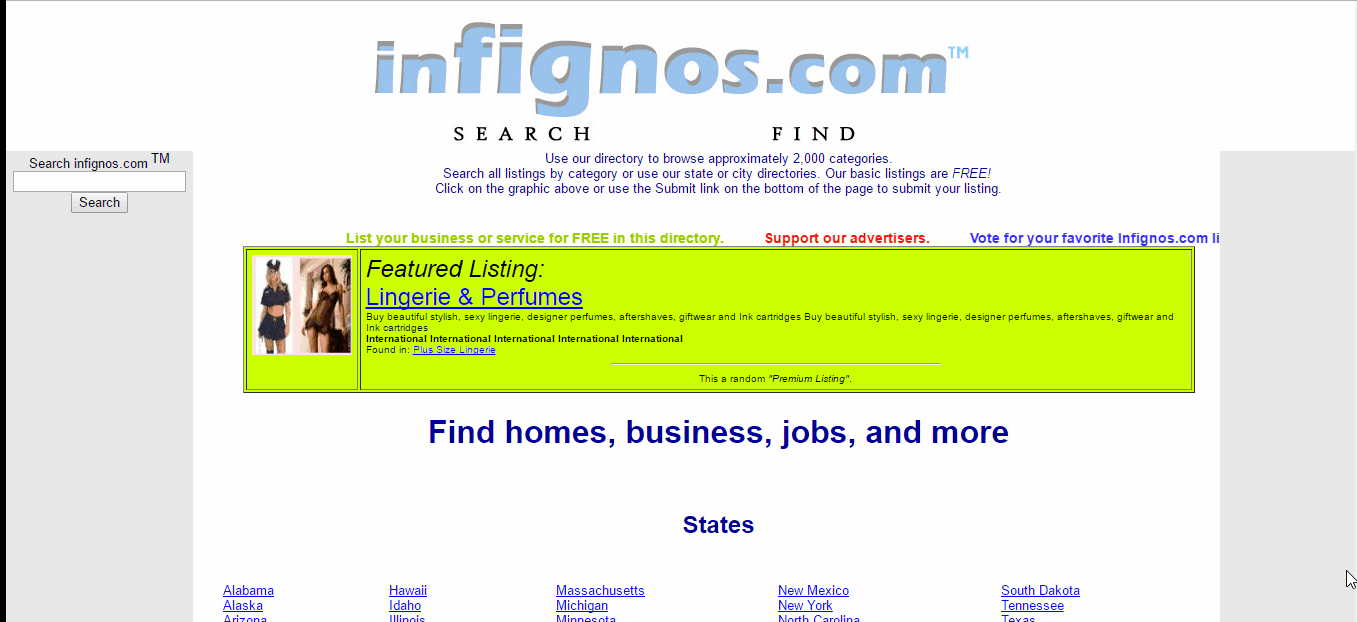 infignos.com™
SEARCH FIND
Search infignos.com TM
Search
Use our directory to browse approximately 2,000 categories.
Search all listings by category or use our state or city directories. Our basic listings are FREE!
Click on the graphic above or use the Submit link on the bottom of the page to submit your listing.
List your business or service for FREE in this directory. Support our advertisers. Vote for your favorite Infignos.com li
Featured Listing:
Lingerie & Perfumes
Buy beautiful stylish, sexy lingerie, designer perfumes, aftershaves, giftwear and Ink cartridges Buy beautiful stylish, sexy lingerie, designer perfumes, aftershaves, giftwear and
Ink cartridges
International International International International International
Found in: Plus Size Lingerie
This a random "Premium Listing".
Find homes, business, jobs, and more
States
Alabama Hawaii Massachusetts New Mexico South Dakota
Alaska Idaho Michigan New York Tennessee
Arizona Illinois Minnesota North Carolina Texas